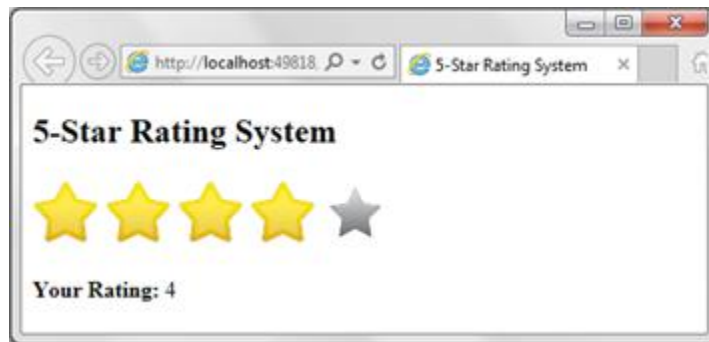 http://localhost:49818
5-Star Rating System
5-Star Rating System
Your Rating: 4